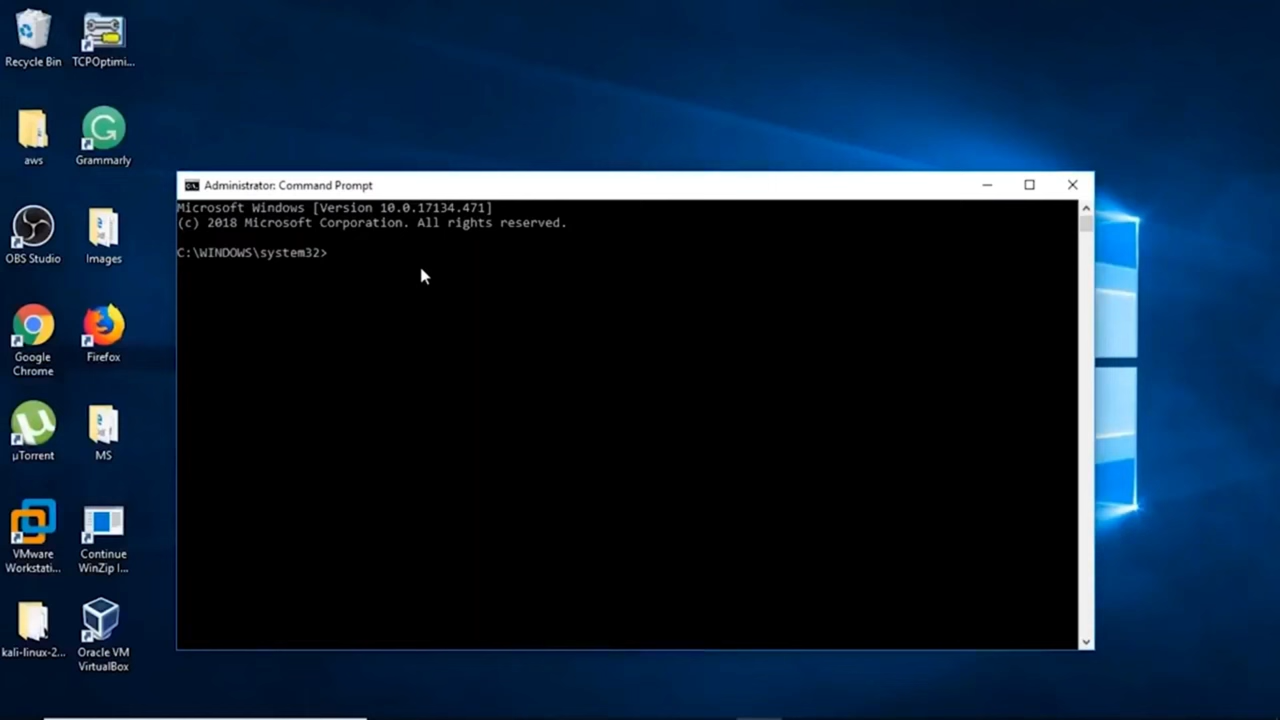 Recycle Bin
TCPOptimi...
aws
Grammarly
OBS Studio
Images
Google
Chrome
Firefox
µTorrent
MS
VMware
Workstati...
Continue
WinZip I...
kali-linux-2...
Oracle VM
VirtualBox
Administrator: Command Prompt
Microsoft Windows [Version 10.0.17134.471]
(c) 2018 Microsoft Corporation. All rights reserved.
C:\WINDOWS\system32>